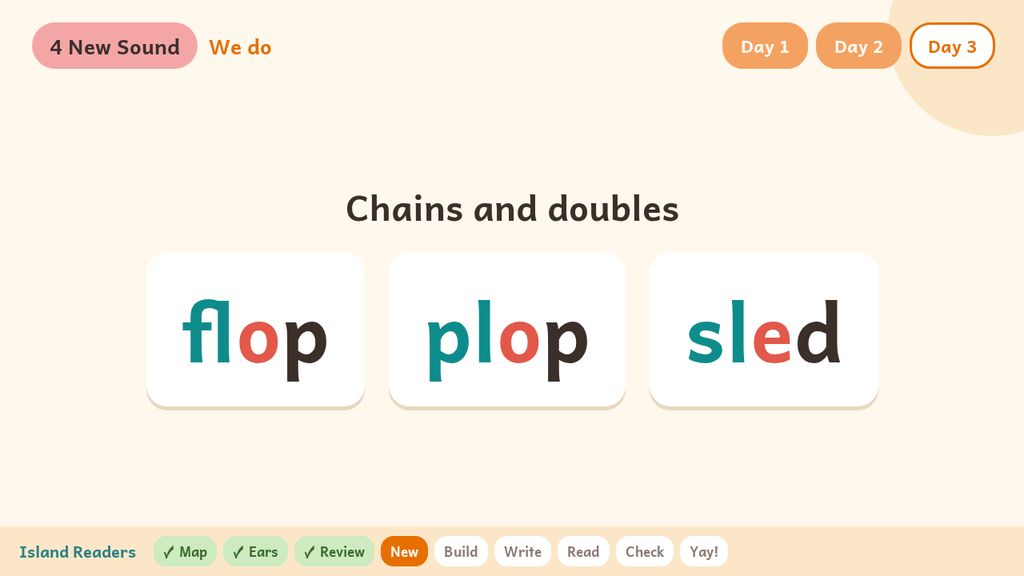 4 New Sound We do Day 1 Day 2 Day 3
Chains and doubles
flop plop sled
Island Readers ✓ Map ✓ Ears ✓ Review New Build Write Read Check Yay!